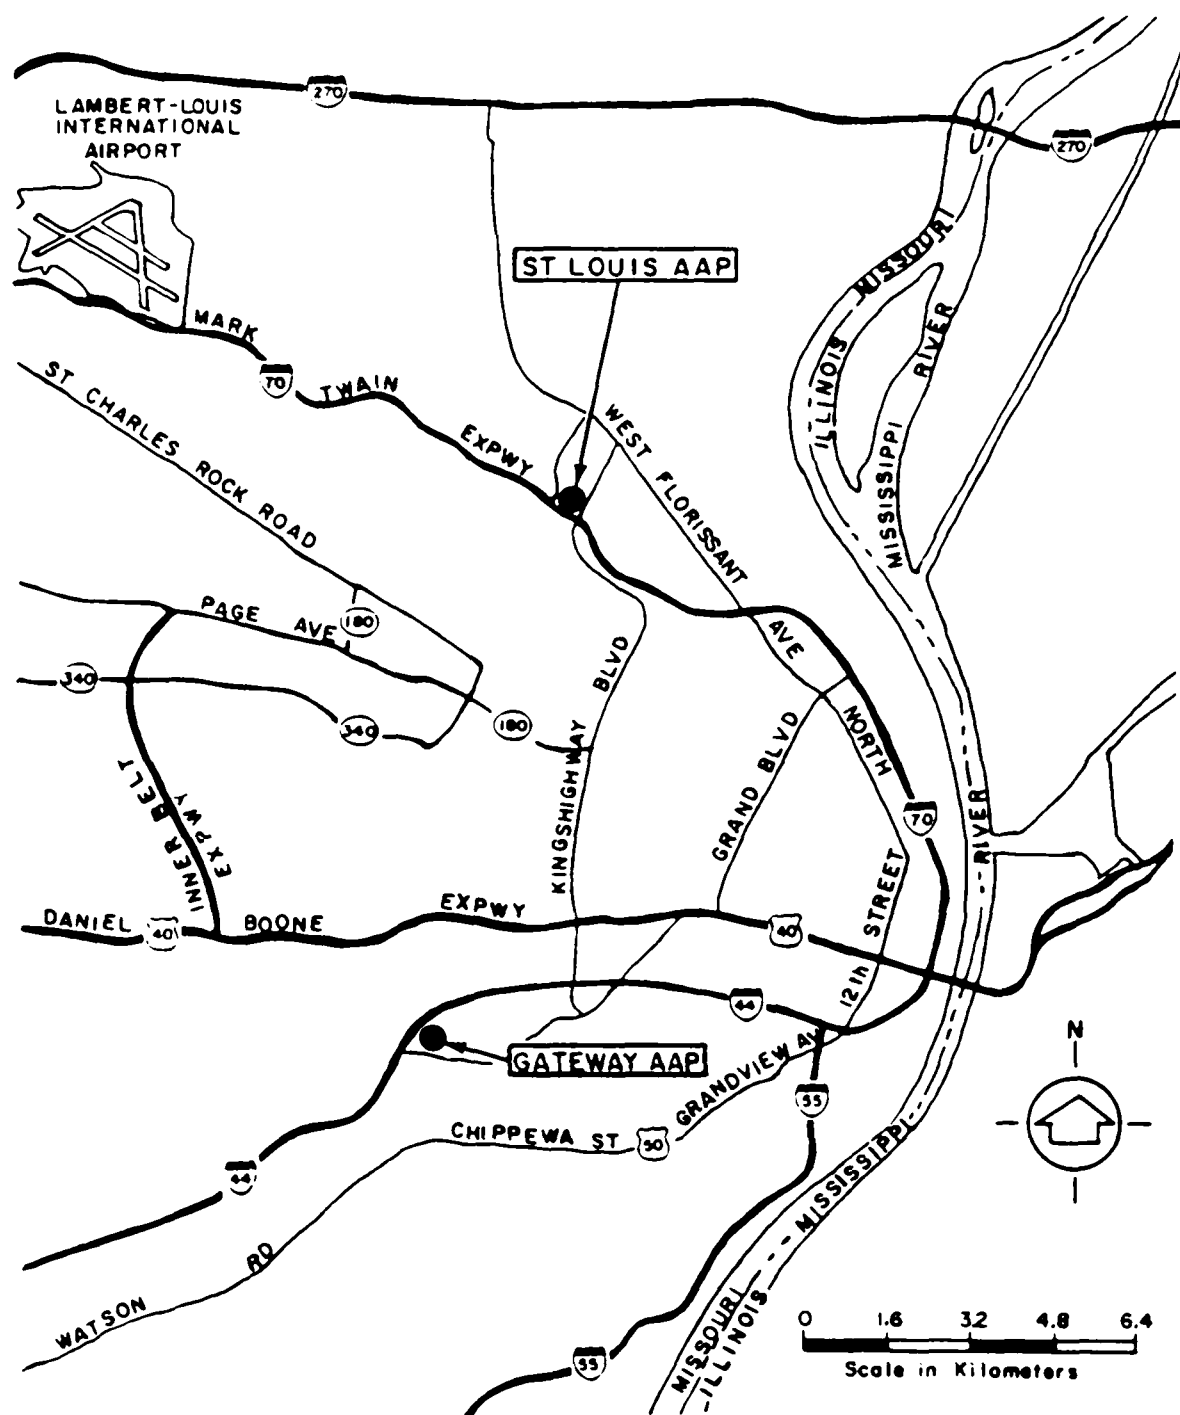 270
LAMBERT-LOUIS
INTERNATIONAL
AIRPORT
270
MISSOURI
ST LOUIS AAP
MARK
70
TWAIN
EXPWY
ILLINOIS
MISSISSIPPI RIVER
ST CHARLES ROCK ROAD
WEST FLORISSANT AVE
PAGE AVE
180
340
340
180
KINGSHIGHWAY BLVD
GRAND BLVD
NORTH
70
RIVER
INNER BELT
EXPWY
DANIEL
40
BOONE
EXPWY
40
12th STREET
44
GATEWAY AAP
GRANDVIEW AV
55
CHIPPEWA ST
50
44
WATSON RD
MISSISSIPPI
MISSOURI
ILLINOIS
55
N
0 1.6 3.2 4.8 6.4
Scale in Kilometers